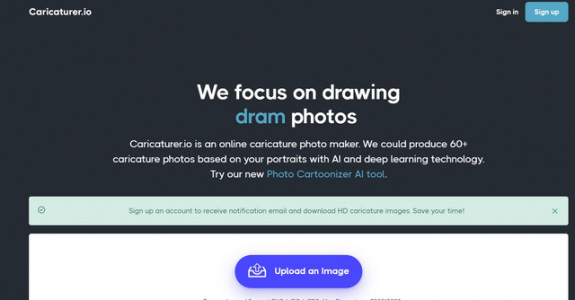 Caricaturer.io
Sign in
Sign up
We focus on drawing
dram photos
Caricaturer.io is an online caricature photo maker. We could produce 60+
caricature photos based on your portraits with AI and deep learning technology.
Try our new Photo Cartoonizer AI tool.
Sign up an account to receive notification email and download HD caricature images. Save your time!
Upload an Image